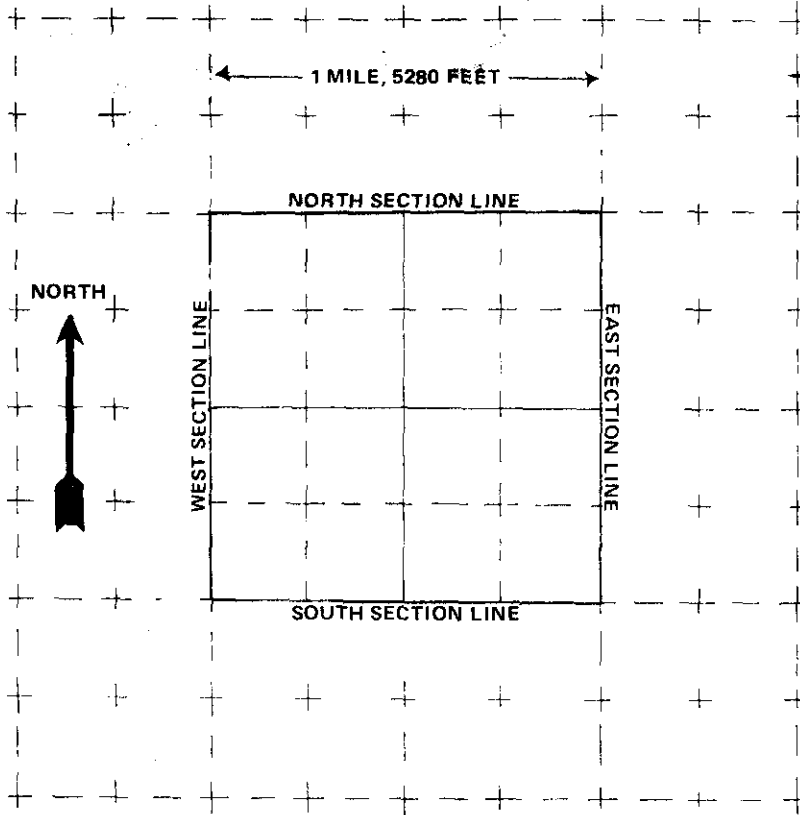 1 MILE, 5280 FEET
NORTH SECTION LINE
NORTH
WEST SECTION LINE
EAST SECTION LINE
SOUTH SECTION LINE